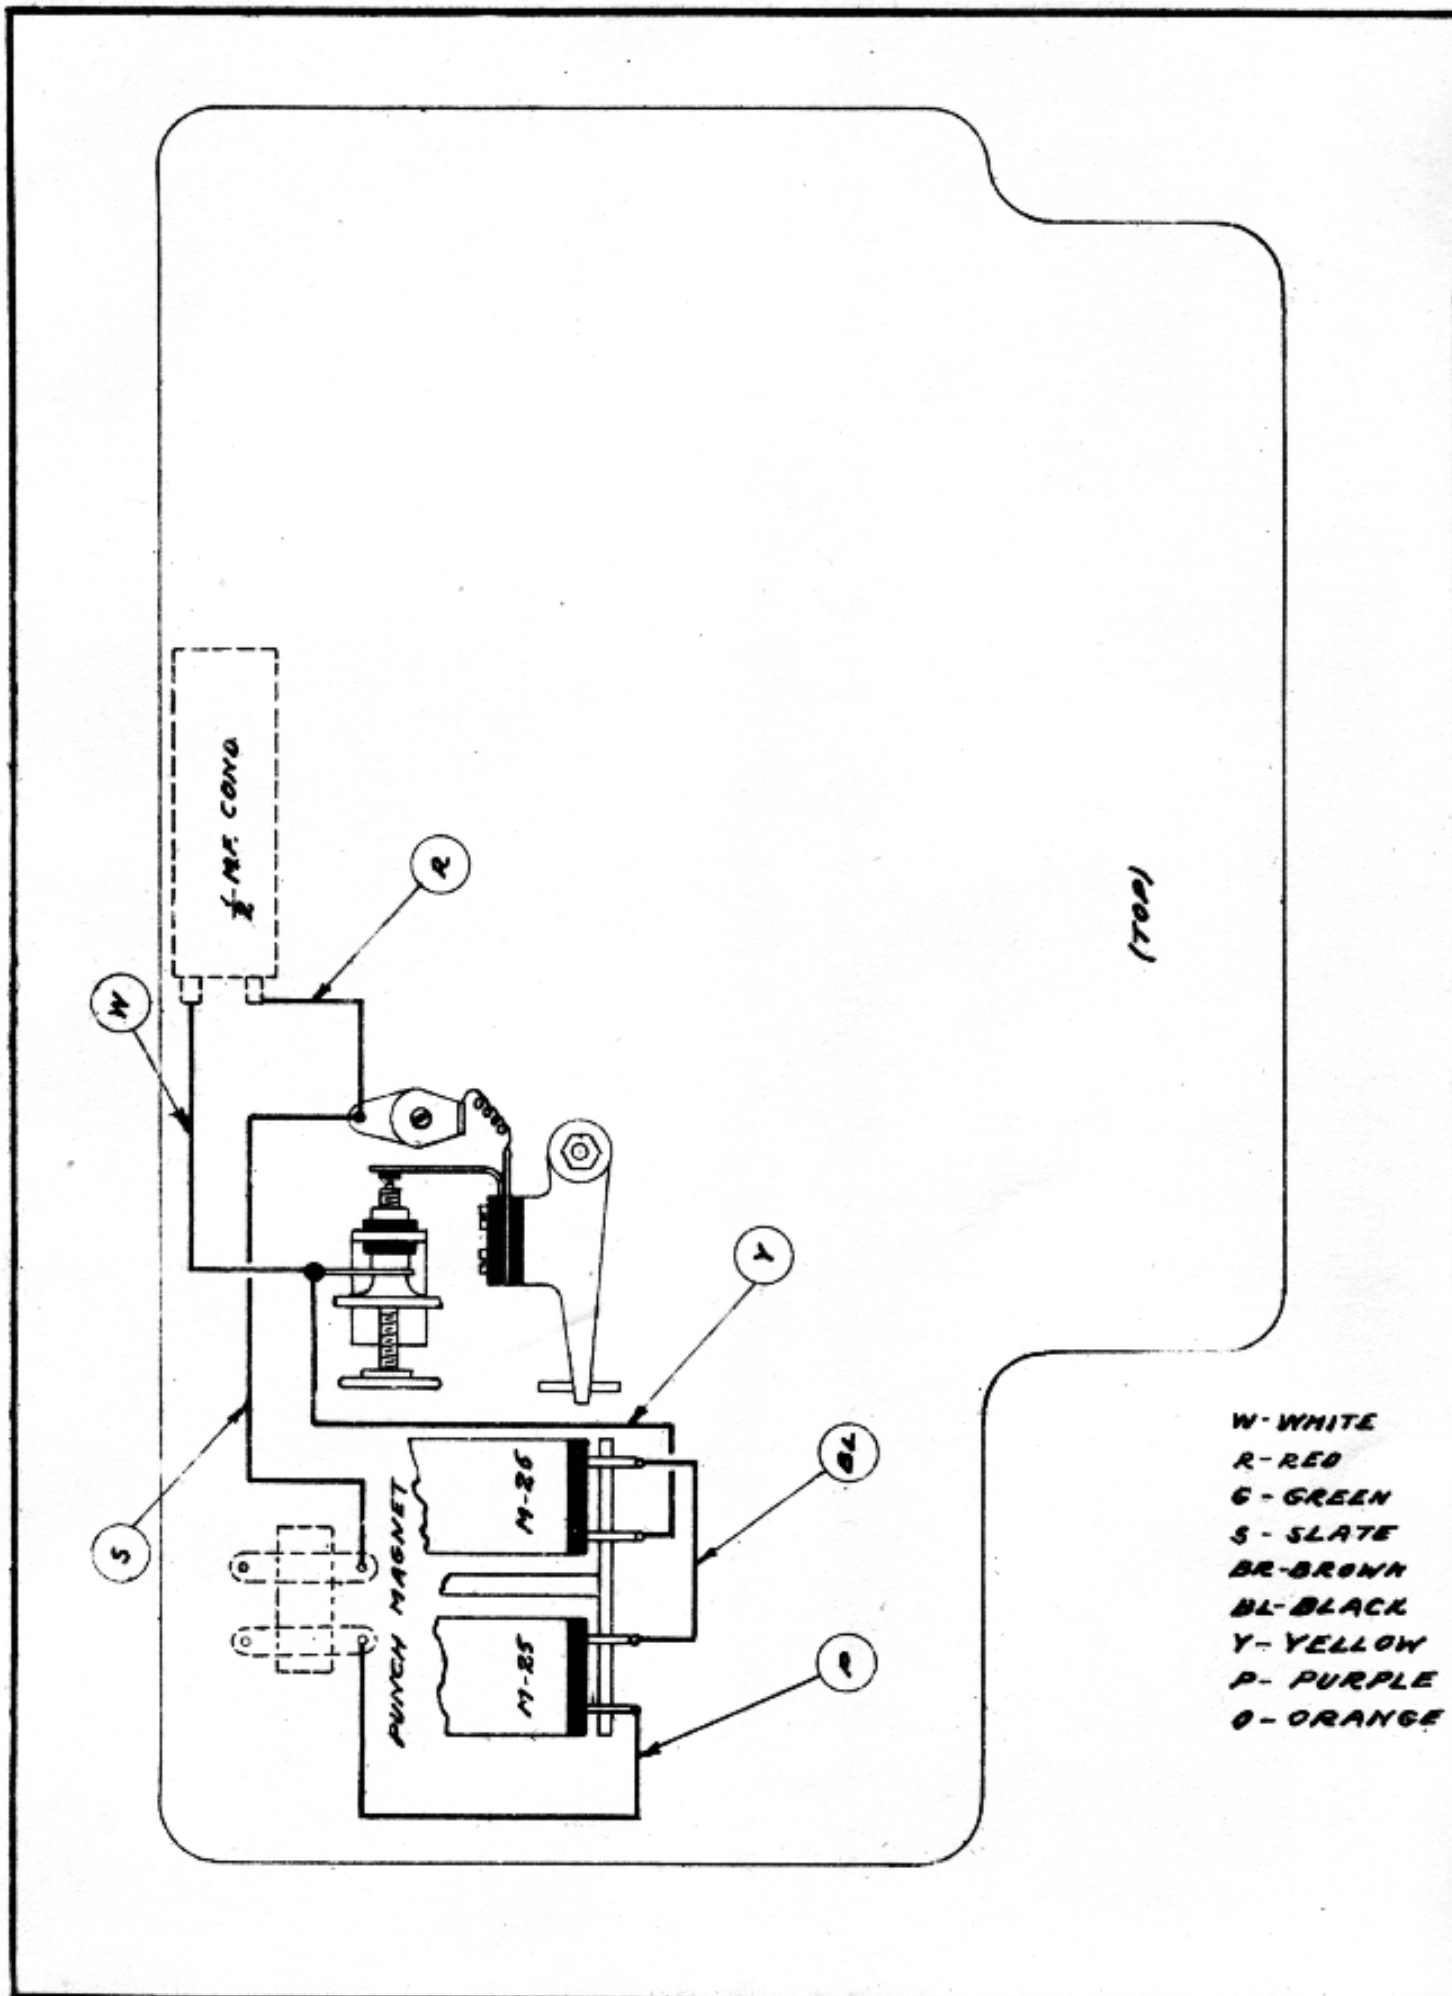 ½ MF. COND.
R
W
(TOP)
Y
S
BL
PUNCH MAGNET
M-26
M-25
P
W-WHITE
R-RED
G-GREEN
S-SLATE
BR-BROWN
BL-BLACK
Y-YELLOW
P-PURPLE
O-ORANGE